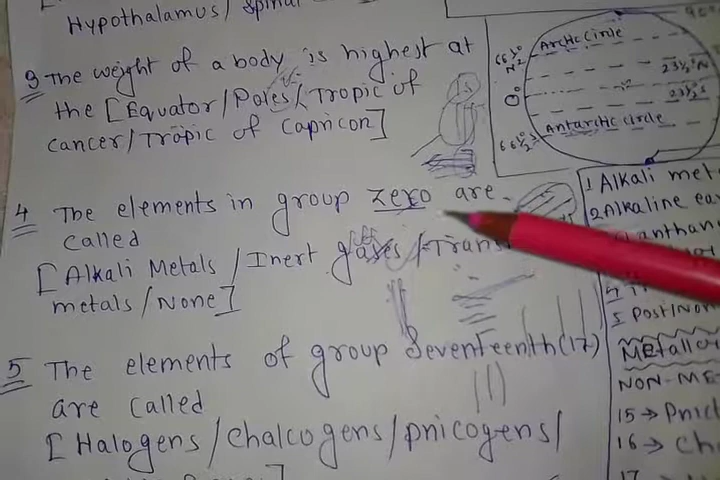 Hypothalamus/ Spinal
3 The weight of a body is highest at
the [Equator/Poles/Tropic of
cancer/Tropic of Capricon]
4 The elements in group zero are
called
[Alkali Metals /Inert gases /Trans
metals/None]
5 The elements of group Seventeenth(17)
are called
[Halogens/chalcogens/pnicogens/
Arctic Circle
66½° N
23½°N
0°
23½°S
Antarctic circle
66½°S
1 Alkali met
2 Alkaline ea
anthan
5 Post/Non
Metallo
NON-ME
15→Pnic
16→Ch
17